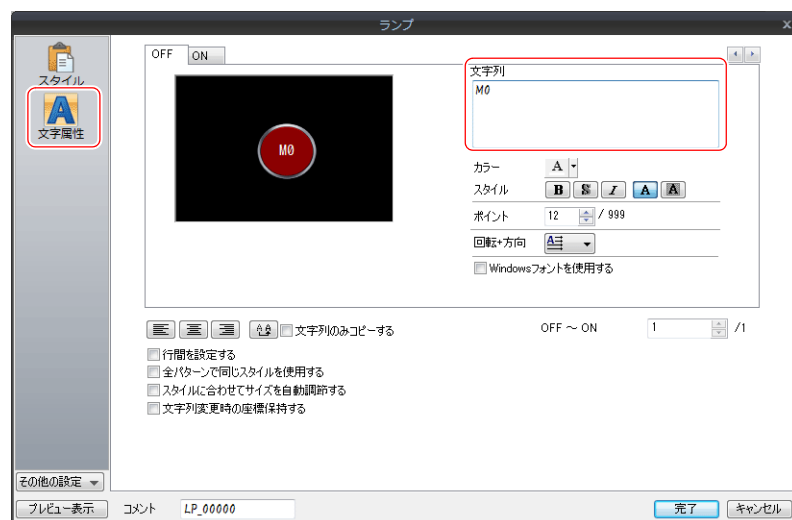 ランプ
x
スタイル
A
文字属性
OFF ON
文字列
M0
M0
カラー A
スタイル B S I A A
ポイント 12 / 999
回転+方向 A
Windowsフォントを使用する
文字列のみコピーする
OFF ～ ON 1 /1
行間を設定する
全パターンで同じスタイルを使用する
スタイルに合わせてサイズを自動調節する
文字列変更時の座標保持する
その他の設定
プレビュー表示 コメント LP_00000 完了 キャンセル